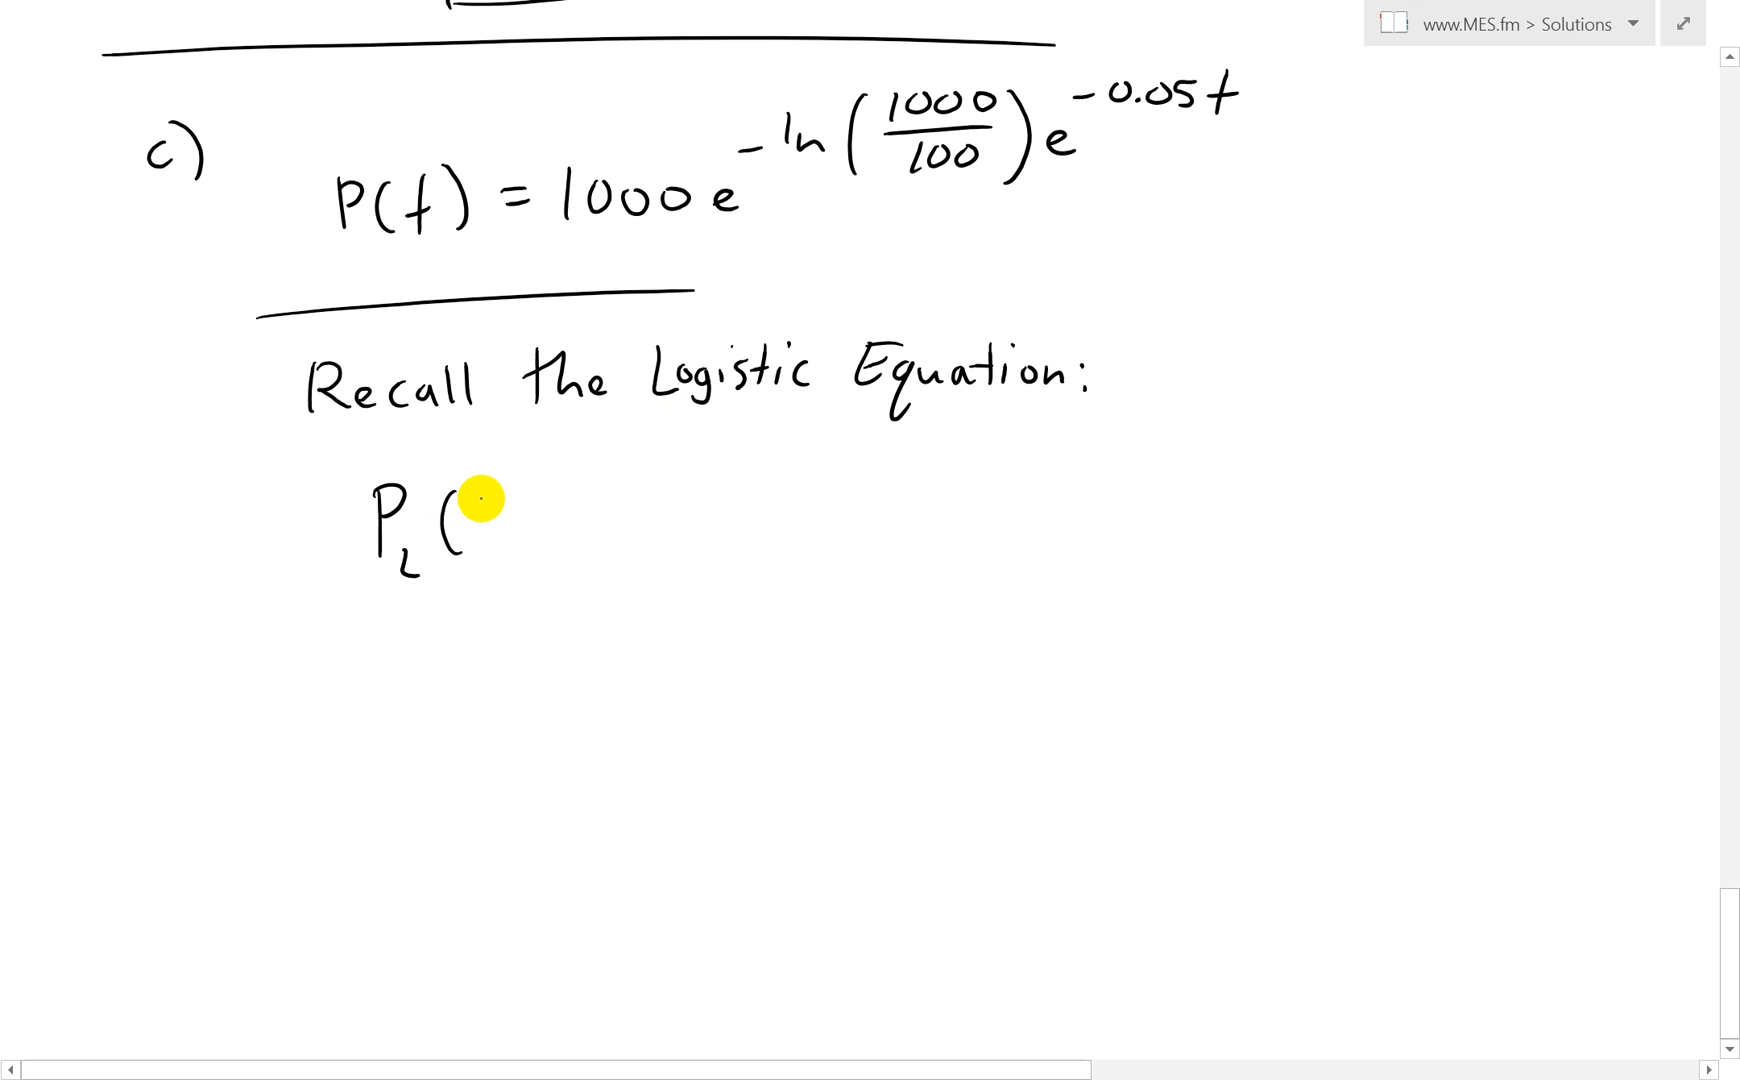 www.MES.fm > Solutions
c) P(t) = 1000 e^{-ln(1000/100) e^{-0.05t}}
Recall the Logistic Equation:
P_L (